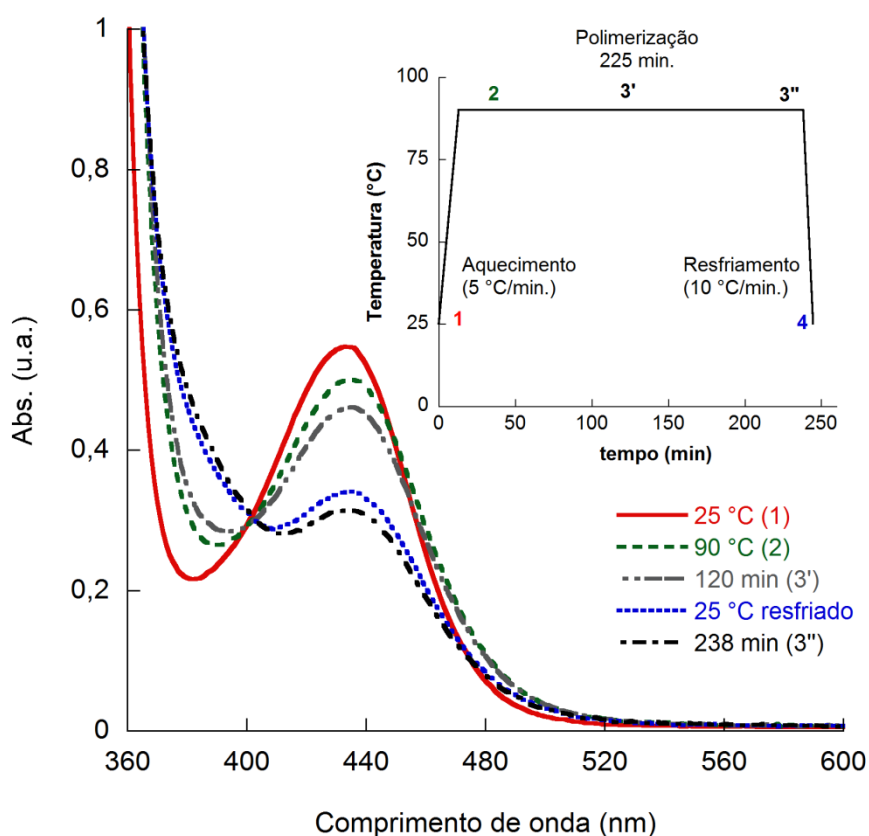 Abs. (u.a.)
1
0,8
0,6
0,4
0,2
0
360
400
440
480
520
560
600
Comprimento de onda (nm)
Polimerização
225 min.
Temperatura (°C)
100
75
50
25
0
2
3'
3"
Aquecimento
(5 °C/min.)
Resfriamento
(10 °C/min.)
1
4
0
50
100
150
200
250
tempo (min)
25 °C (1)
90 °C (2)
120 min (3')
25 °C resfriado
238 min (3'')